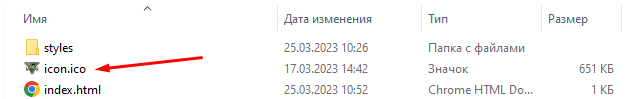 Имя Дата изменения Тип Размер
styles 25.03.2023 10:26 Папка с файлами
icon.ico 17.03.2023 14:42 Значок 651 КБ
index.html 25.03.2023 10:52 Chrome HTML Do... 1 КБ